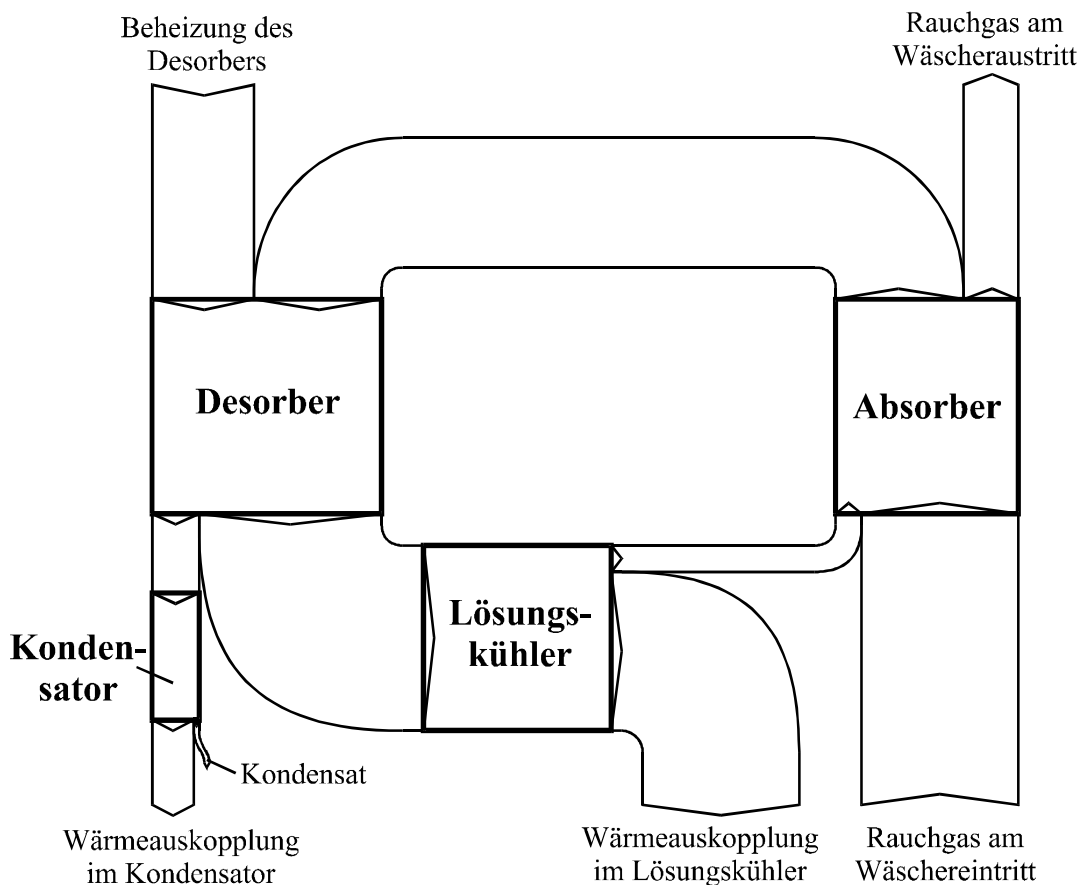 Beheizung des
Desorbers
Rauchgas am
Wäscheraustritt
Desorber
Absorber
Lösungs-
kühler
Konden-
sator
Kondensat
Wärmeauskopplung
im Kondensator
Wärmeauskopplung
im Lösungskühler
Rauchgas am
Wäschereintritt